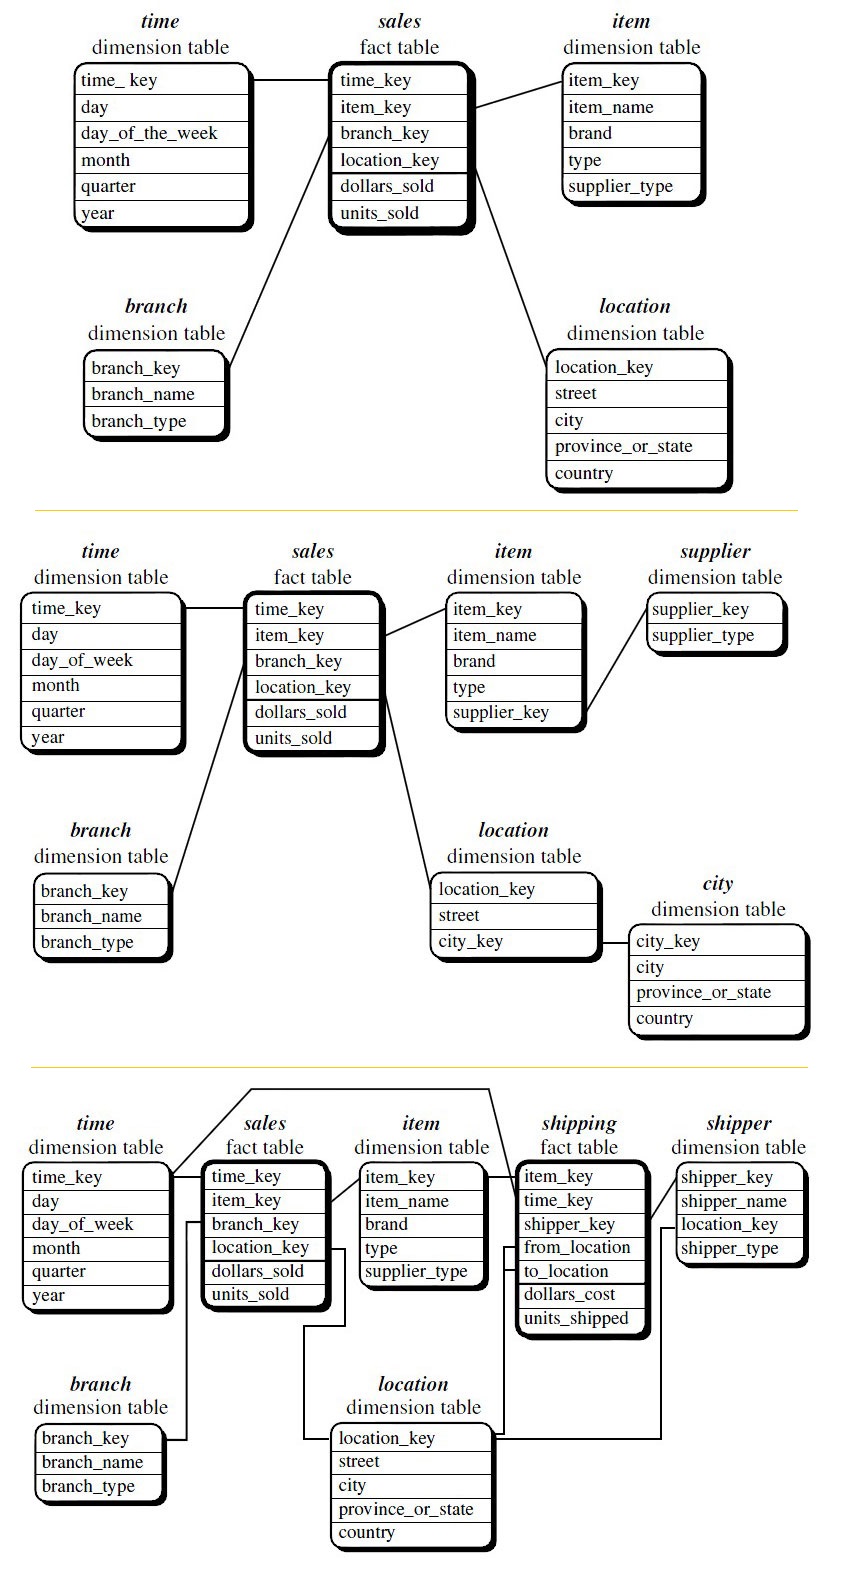 time
dimension table
time_ key
day
day_of_the_week
month
quarter
year
sales
fact table
time_key
item_key
branch_key
location_key
dollars_sold
units_sold
item
dimension table
item_key
item_name
brand
type
supplier_type
branch
dimension table
branch_key
branch_name
branch_type
location
dimension table
location_key
street
city
province_or_state
country
time
dimension table
time_key
day
day_of_week
month
quarter
year
sales
fact table
time_key
item_key
branch_key
location_key
dollars_sold
units_sold
item
dimension table
item_key
item_name
brand
type
supplier_key
supplier
dimension table
supplier_key
supplier_type
branch
dimension table
branch_key
branch_name
branch_type
location
dimension table
location_key
street
city_key
city
dimension table
city_key
city
province_or_state
country
time
dimension table
time_key
day
day_of_week
month
quarter
year
sales
fact table
time_key
item_key
branch_key
location_key
dollars_sold
units_sold
item
dimension table
item_key
item_name
brand
type
supplier_type
shipping
fact table
item_key
time_key
shipper_key
from_location
to_location
dollars_cost
units_shipped
shipper
dimension table
shipper_key
shipper_name
location_key
shipper_type
branch
dimension table
branch_key
branch_name
branch_type
location
dimension table
location_key
street
city
province_or_state
country